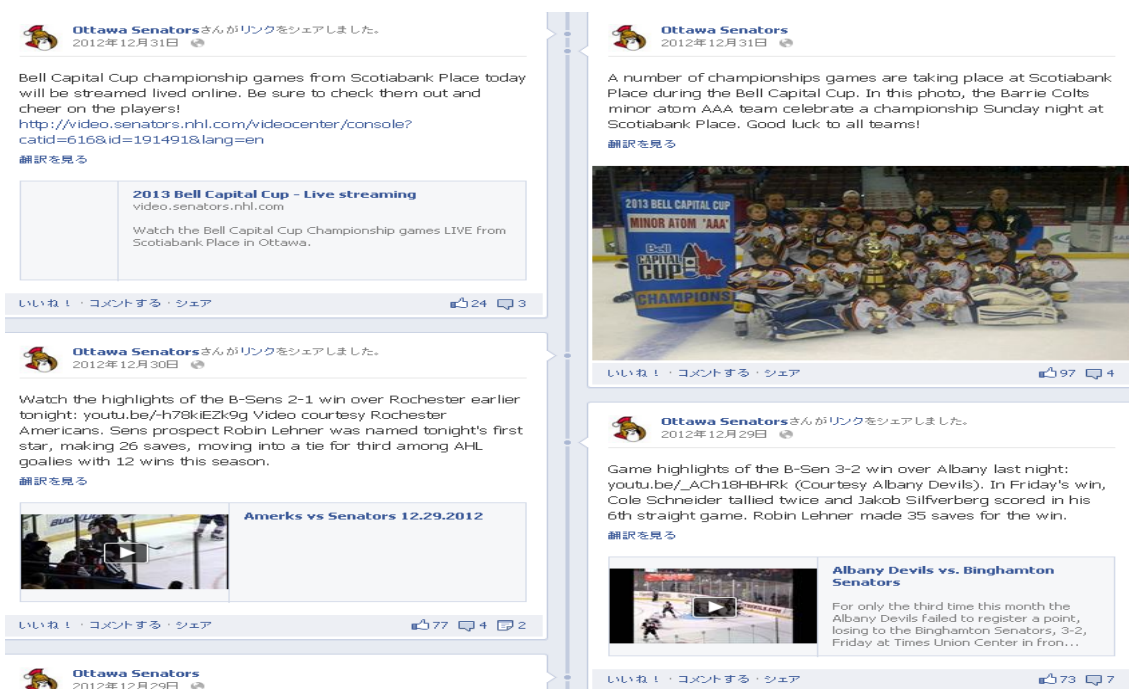 Ottawa Senatorsさんがリンクをシェアしました。
2012年12月31日
Bell Capital Cup championship games from Scotiabank Place today
will be streamed lived online. Be sure to check them out and
cheer on the players!
http://video.senators.nhl.com/videocenter/console?
catid=616&id=191491&lang=en
翻訳を見る
2013 Bell Capital Cup - Live streaming
video.senators.nhl.com
Watch the Bell Capital Cup Championship games LIVE from
Scotiabank Place in Ottawa.
いいね！ · コメントする · シェア
24 3
Ottawa Senatorsさんがリンクをシェアしました。
2012年12月30日
Watch the highlights of the B-Sens 2-1 win over Rochester earlier
tonight: youtu.be/-h78kiEZk9g Video courtesy Rochester
Americans. Sens prospect Robin Lehner was named tonight's first
star, making 26 saves, moving into a tie for third among AHL
goalies with 12 wins this season.
翻訳を見る
Amerks vs Senators 12.29.2012
いいね！ · コメントする · シェア
77 4 2
Ottawa Senators
2012年12月29日
Ottawa Senators
2012年12月31日
A number of championships games are taking place at Scotiabank
Place during the Bell Capital Cup. In this photo, the Barrie Colts
minor atom AAA team celebrate a championship Sunday night at
Scotiabank Place. Good luck to all teams!
翻訳を見る
2013 BELL CAPITAL CUP
MINOR ATOM "AAA"
Bell
CAPITAL
CUP
CHAMPIONS
いいね！ · コメントする · シェア
97 4
Ottawa Senatorsさんがリンクをシェアしました。
2012年12月29日
Game highlights of the B-Sen 3-2 win over Albany last night:
youtu.be/_ACh18HBHRk (Courtesy Albany Devils). In Friday's win,
Cole Schneider tallied twice and Jakob Silfverberg scored in his
6th straight game. Robin Lehner made 35 saves for the win.
翻訳を見る
Albany Devils vs. Binghamton
Senators
For only the third time this month the
Albany Devils failed to register a point,
losing to the Binghamton Senators, 3-2,
Friday at Times Union Center in fron...
いいね！ · コメントする · シェア
73 7